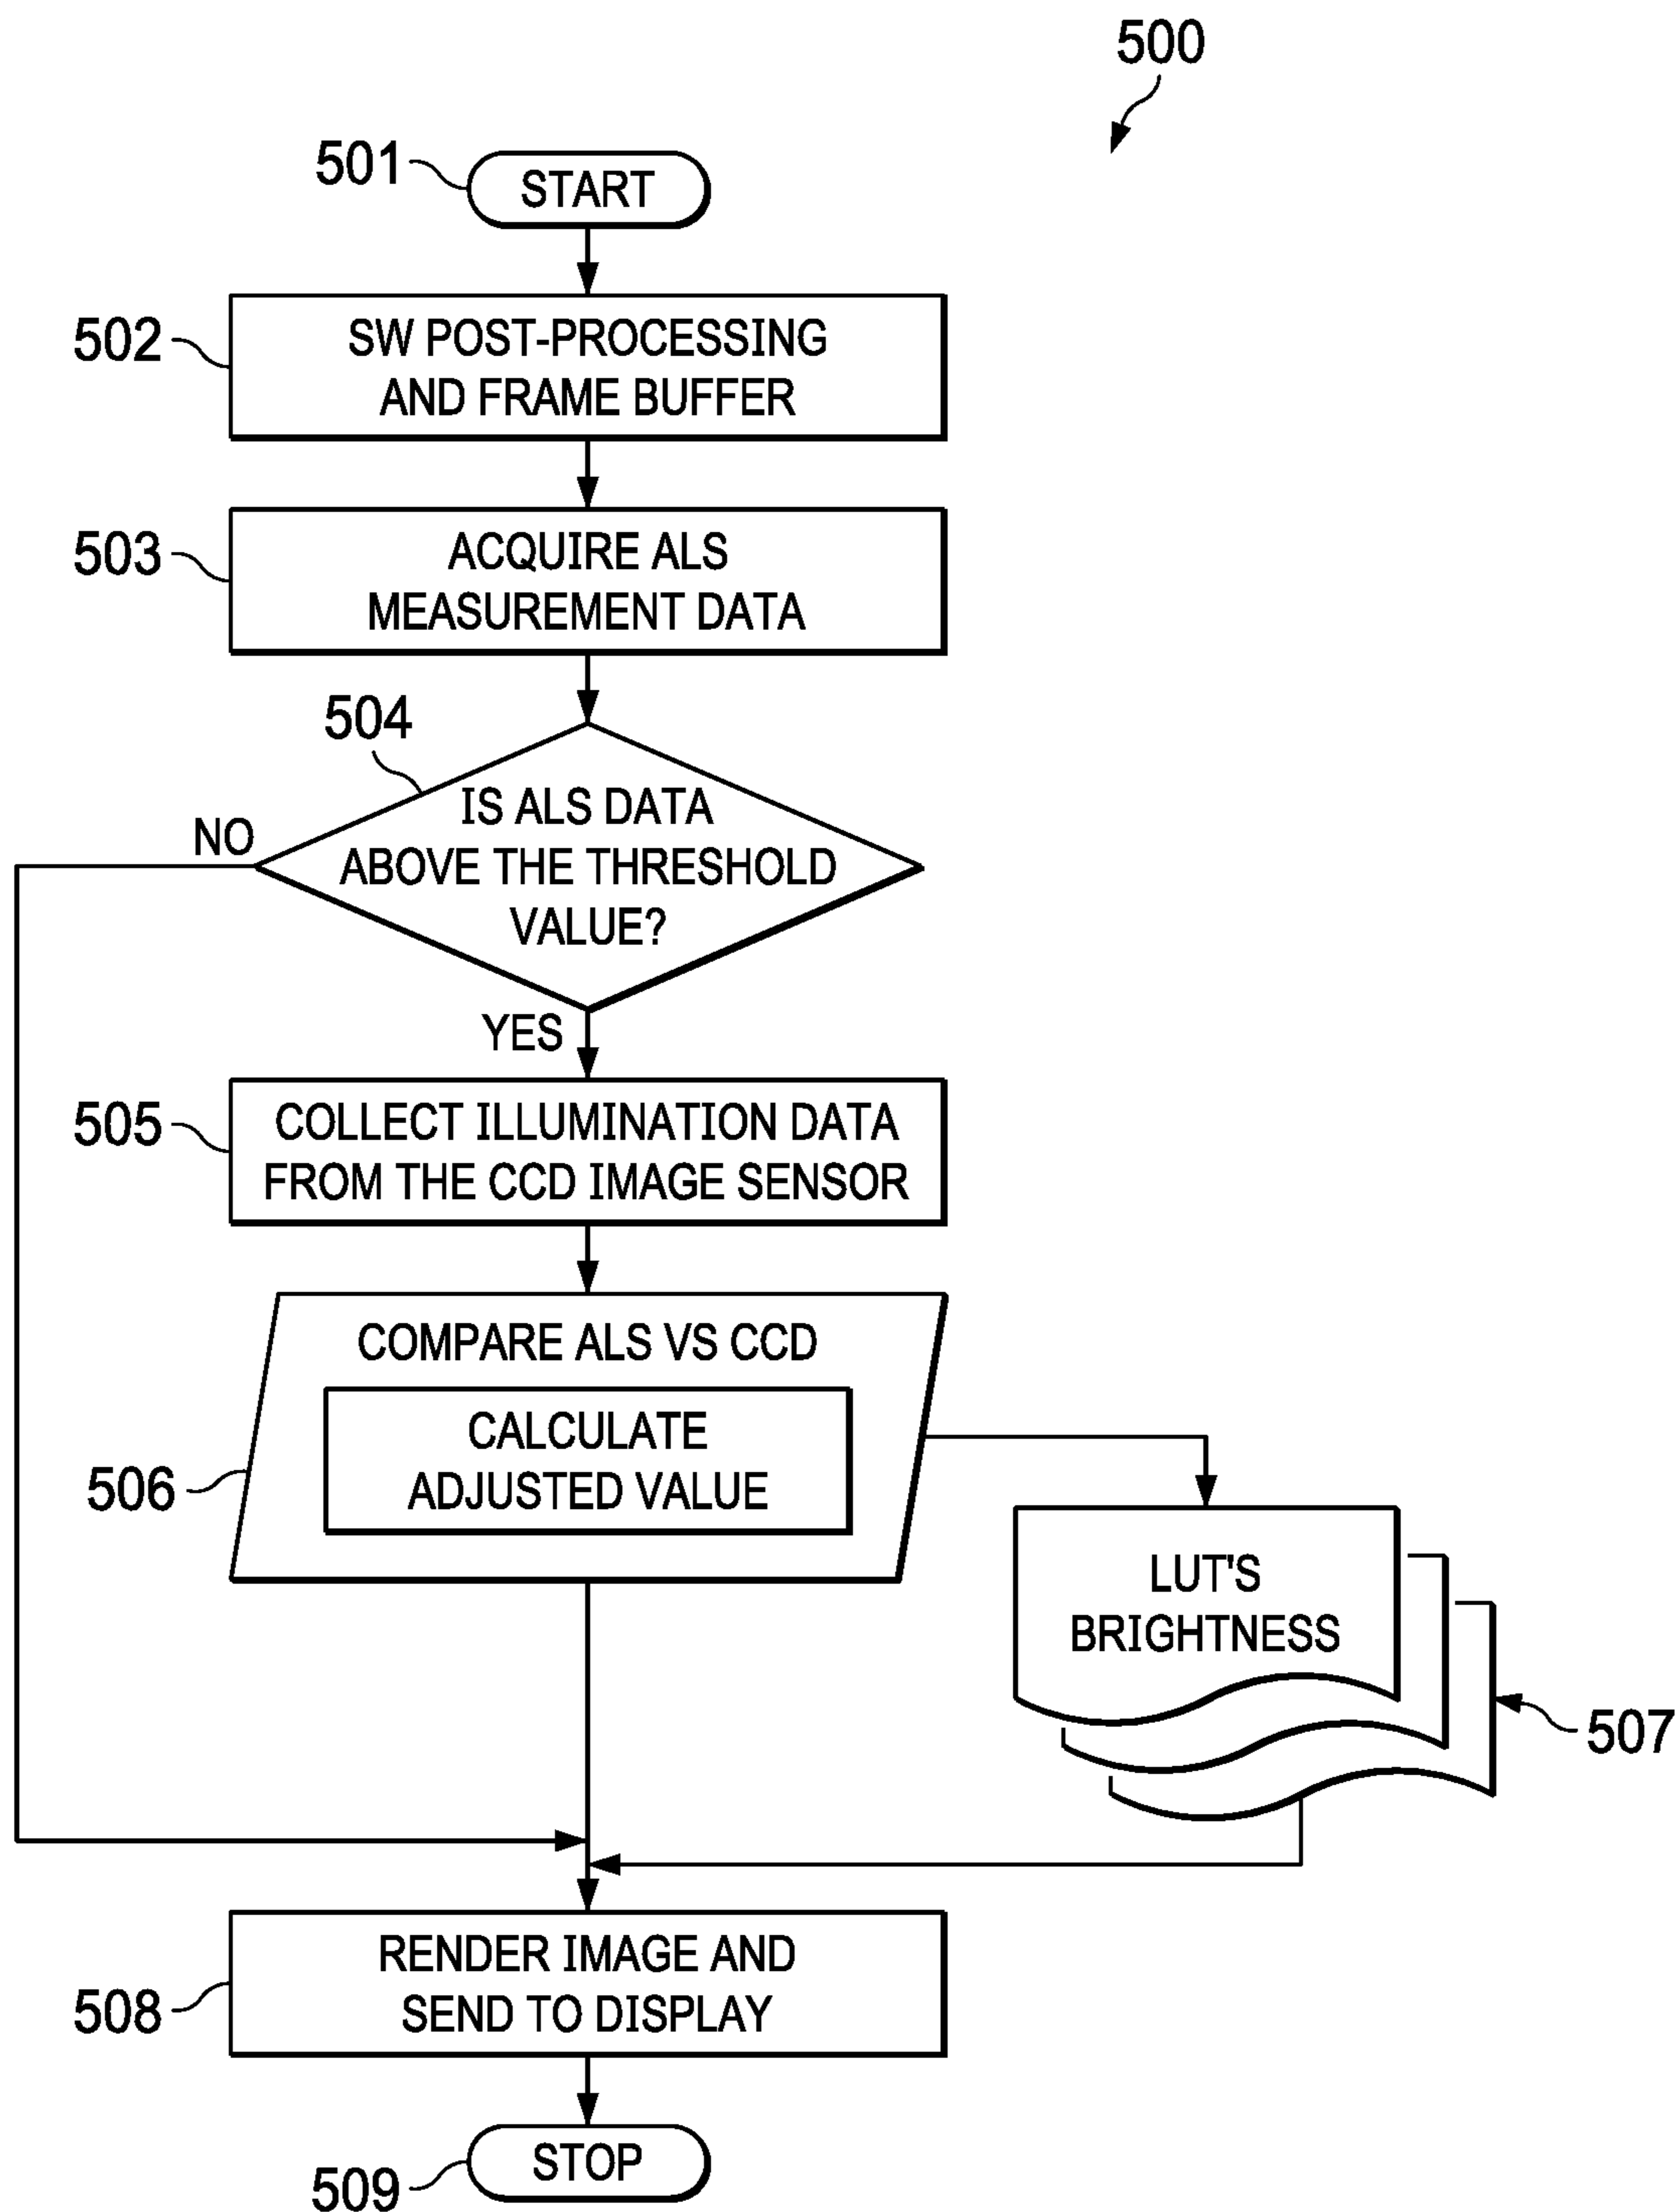 500
501
START
502
SW POST-PROCESSING
AND FRAME BUFFER
503
ACQUIRE ALS
MEASUREMENT DATA
504
IS ALS DATA
ABOVE THE THRESHOLD
VALUE?
NO
YES
505
COLLECT ILLUMINATION DATA
FROM THE CCD IMAGE SENSOR
506
COMPARE ALS VS CCD
CALCULATE
ADJUSTED VALUE
LUT'S
BRIGHTNESS
507
508
RENDER IMAGE AND
SEND TO DISPLAY
509
STOP